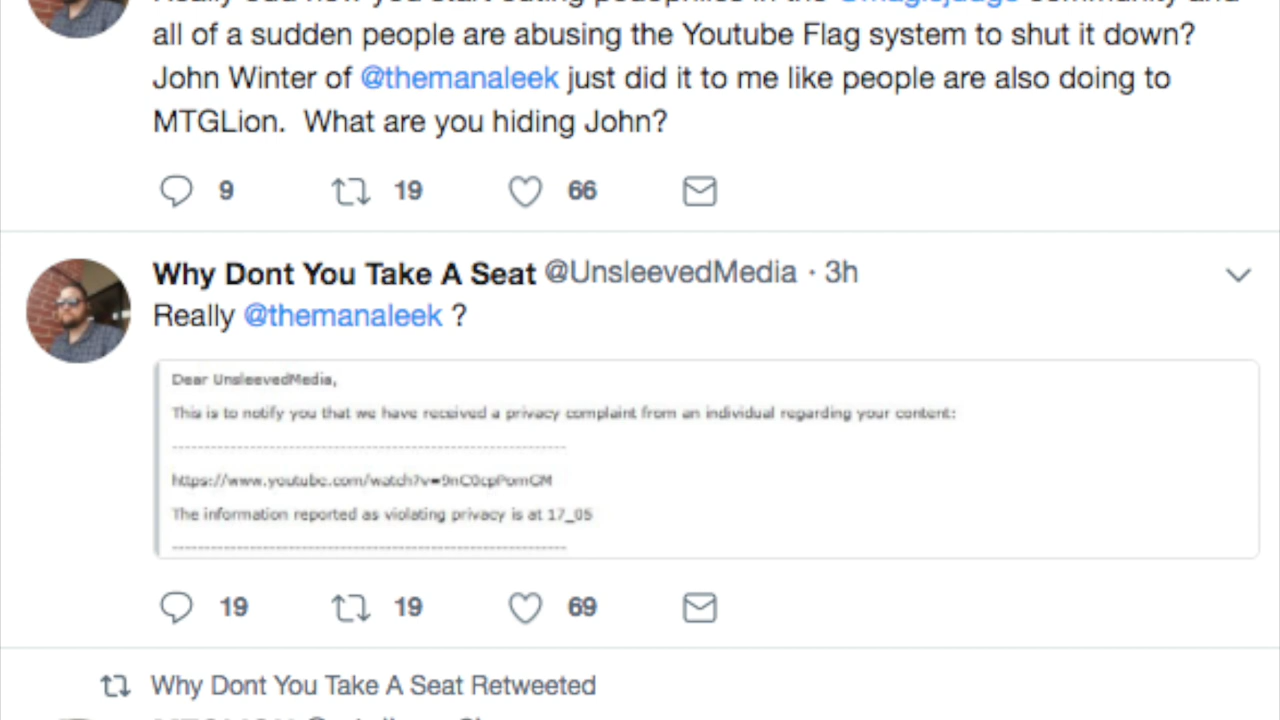 all of a sudden people are abusing the Youtube Flag system to shut it down?
John Winter of @themanaleek just did it to me like people are also doing to
MTGLion. What are you hiding John?
9 19 66
Why Dont You Take A Seat @UnsleevedMedia · 3h
Really @themanaleek ?
Dear UnsleevedMedia,
This is to notify you that we have received a privacy complaint from an individual regarding your content:
https://www.youtube.com/watch?v=9nC0cpPomGM
The information reported as violating privacy is at 17_05
19 19 69
Why Dont You Take A Seat Retweeted